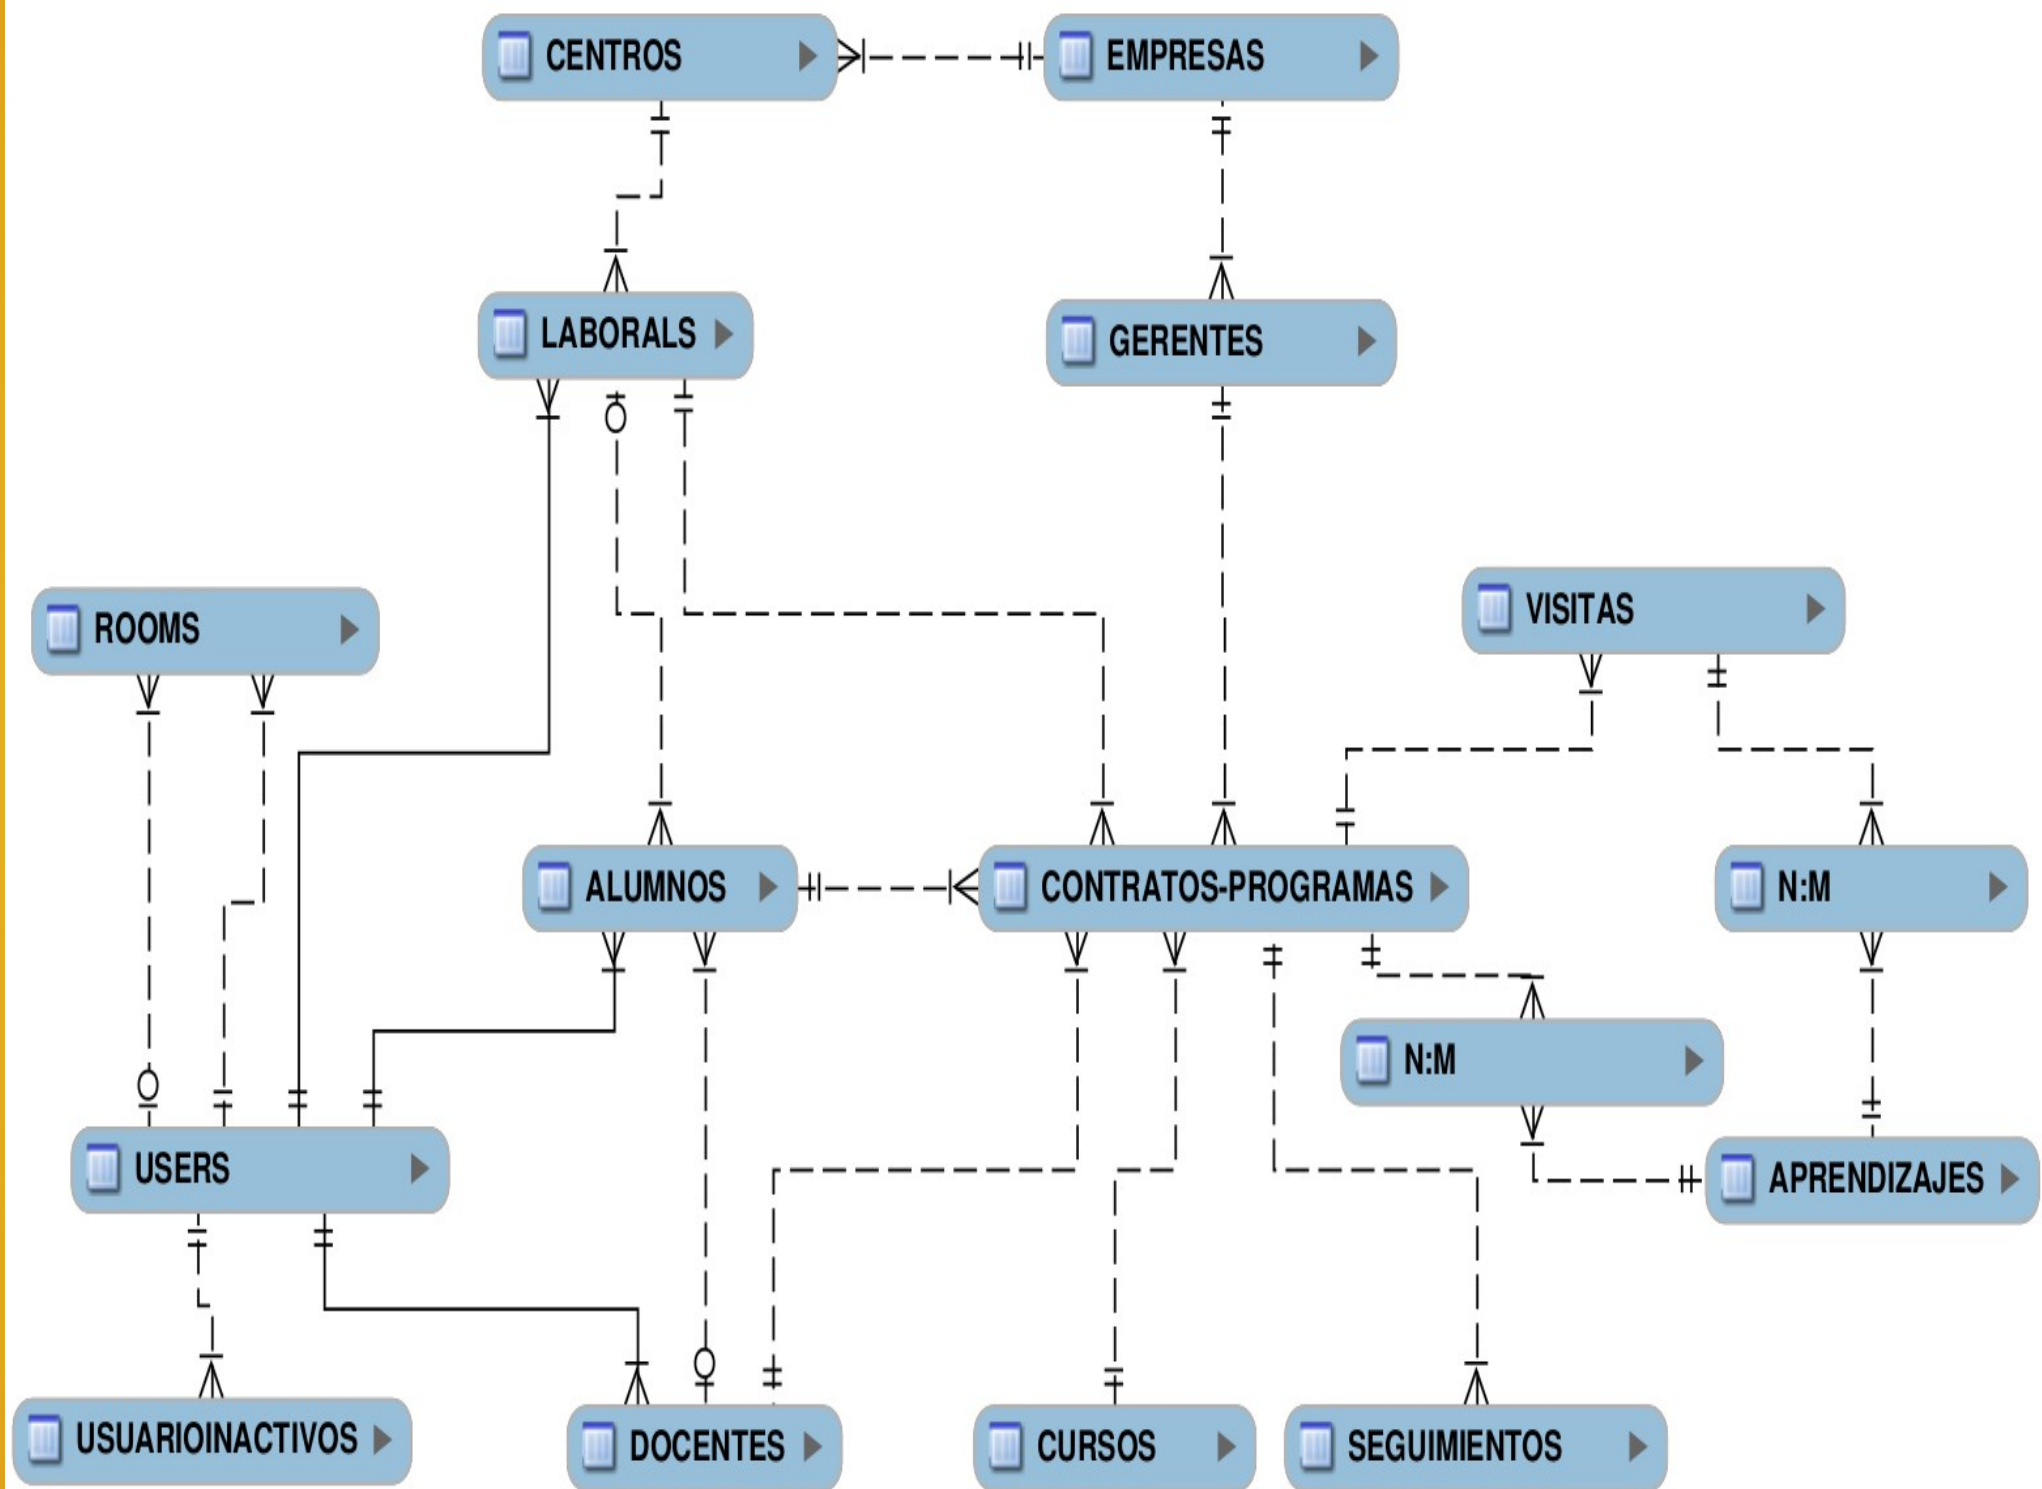 CENTROS
EMPRESAS
LABORALS
GERENTES
ROOMS
VISITAS
ALUMNOS
CONTRATOS-PROGRAMAS
N:M
N:M
USERS
APRENDIZAJES
USUARIOINACTIVOS
DOCENTES
CURSOS
SEGUIMIENTOS